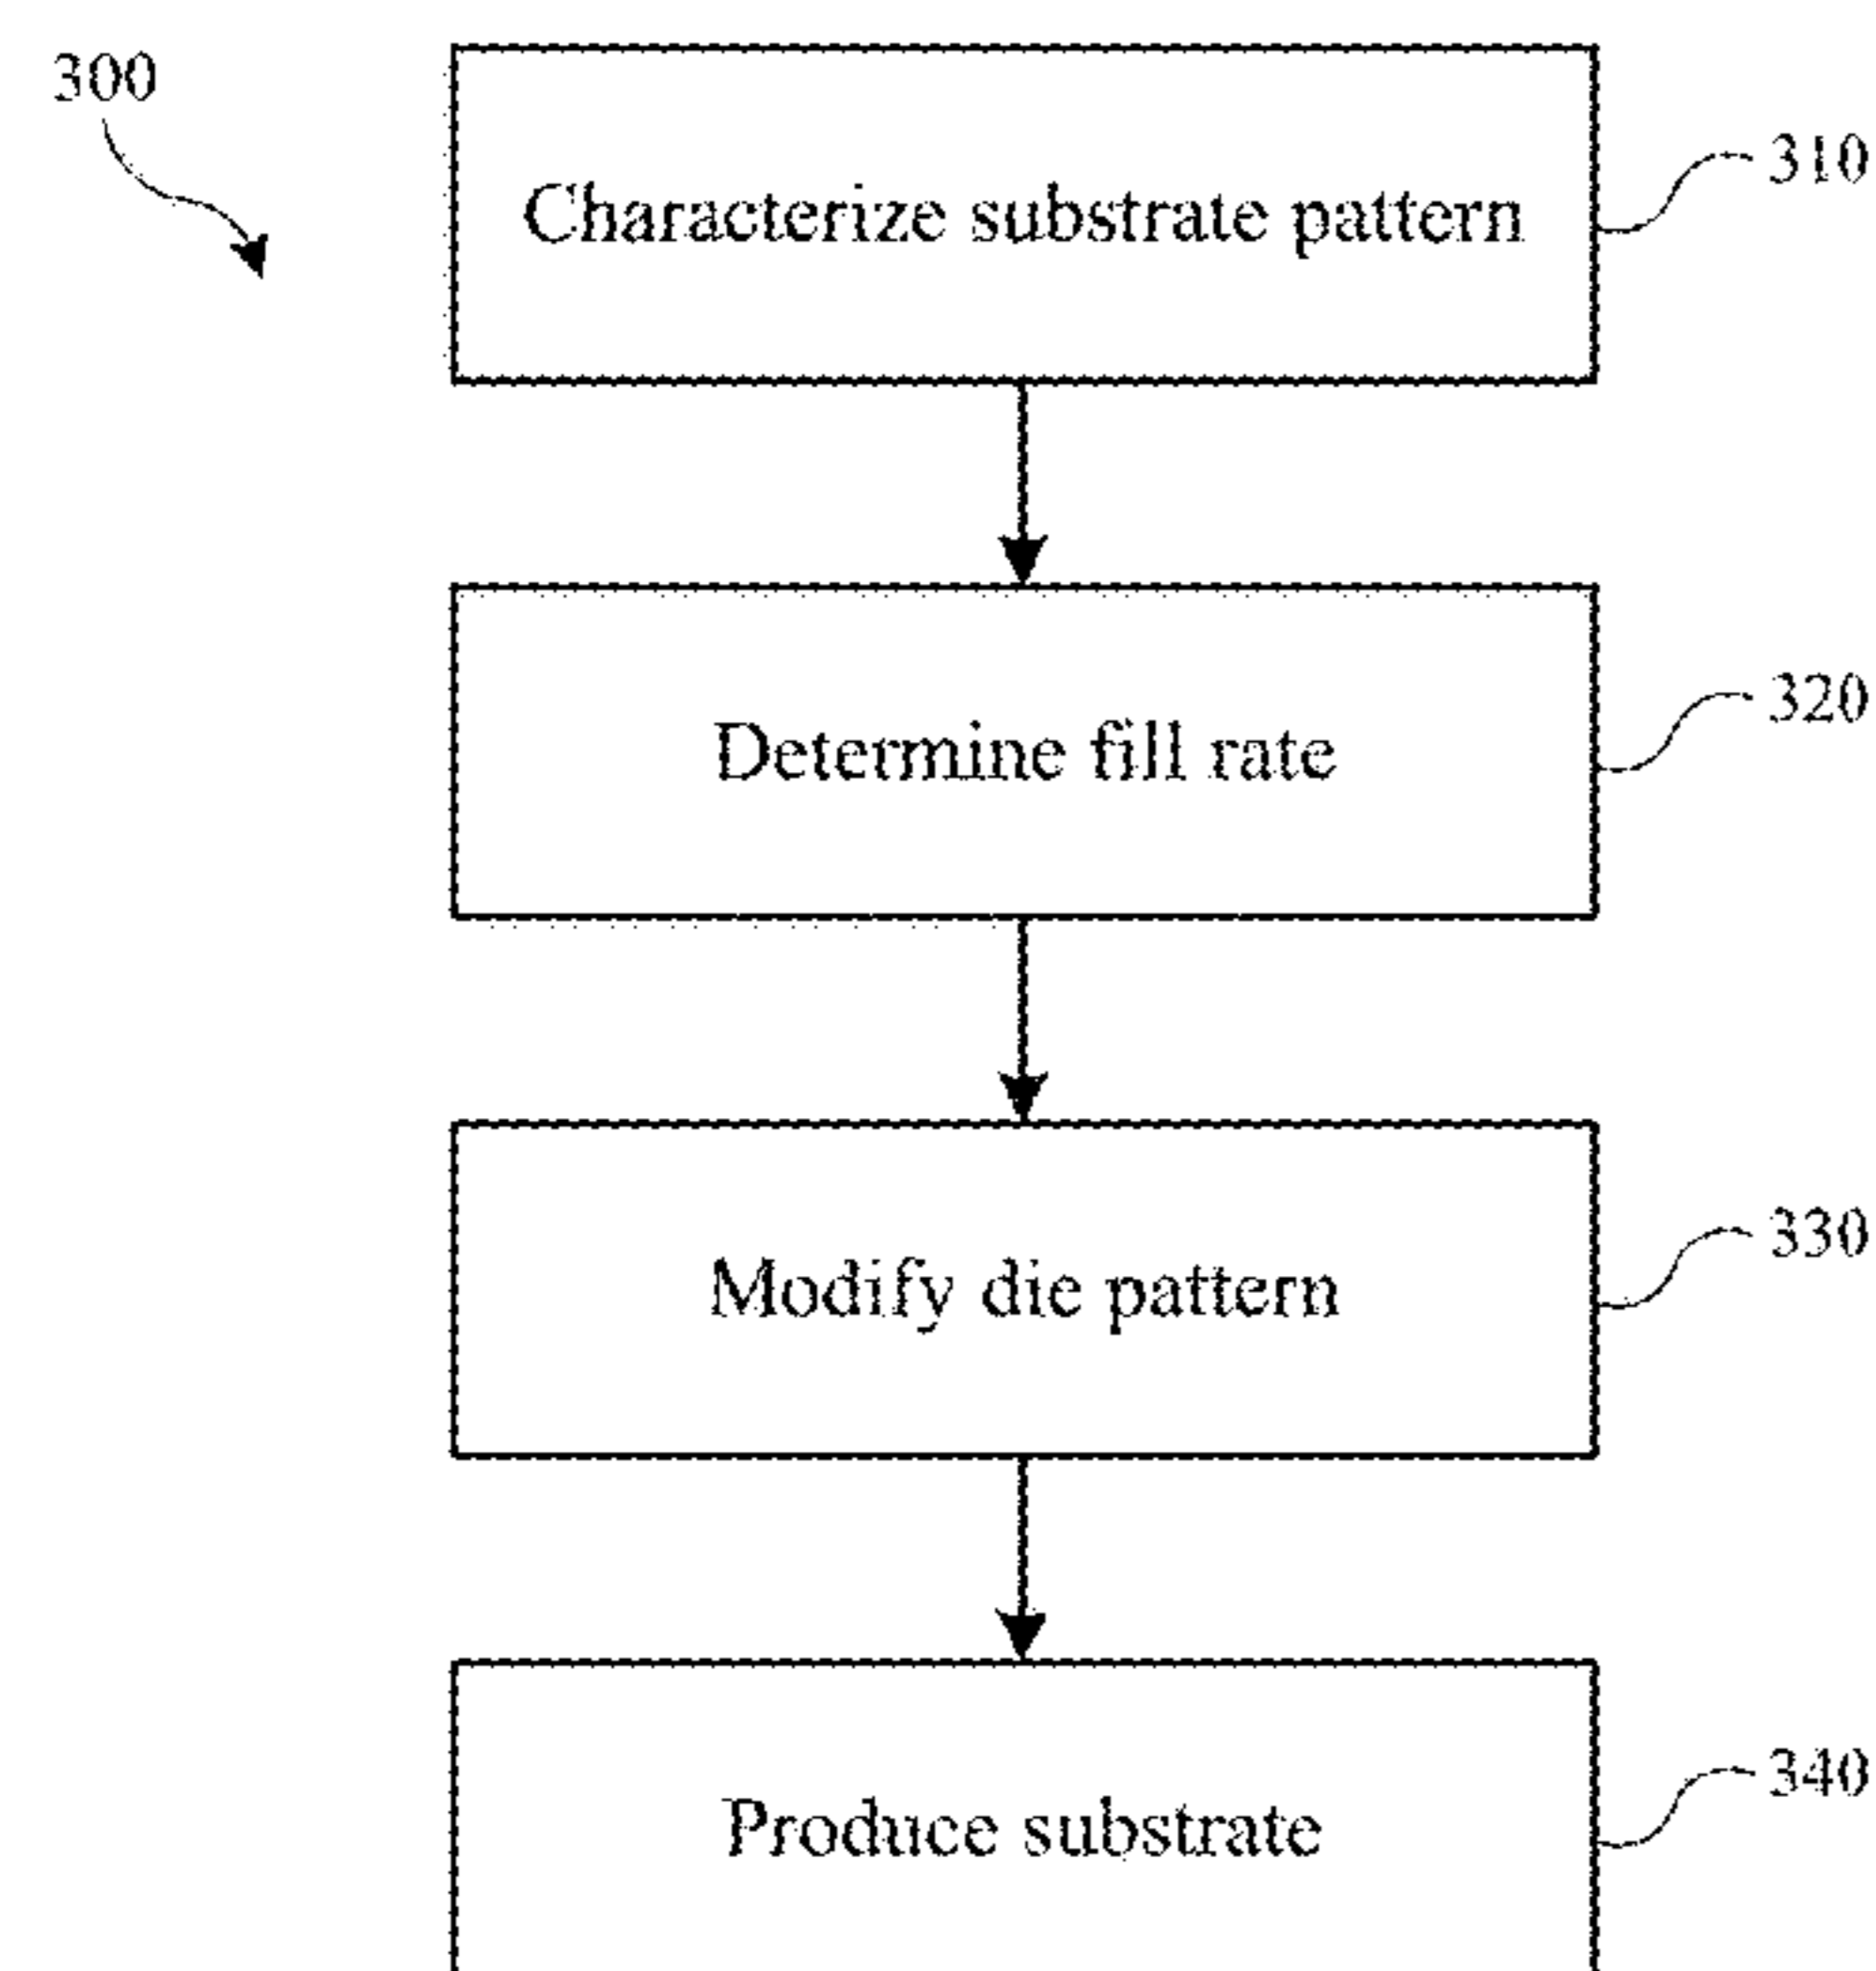 300
Characterize substrate pattern
310
Determine fill rate
320
Modify die pattern
330
Produce substrate
340